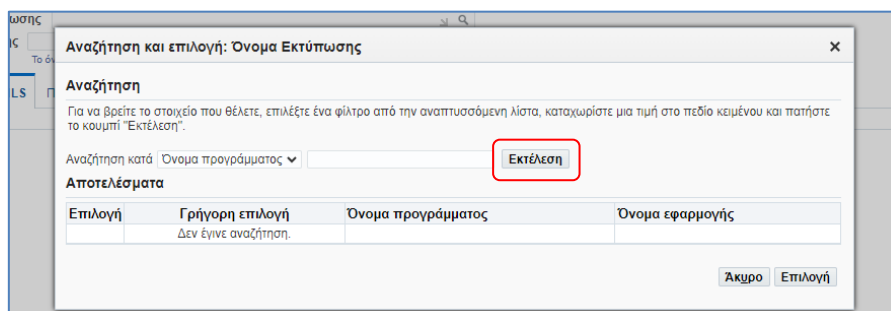 ωσης
ης
Το όν
LS Π
Αναζήτηση και επιλογή: Όνομα Εκτύπωσης
Αναζήτηση
Για να βρείτε το στοιχείο που θέλετε, επιλέξτε ένα φίλτρο από την αναπτυσσόμενη λίστα, καταχωρίστε μια τιμή στο πεδίο κειμένου και πατήστε
το κουμπί "Εκτέλεση".
Αναζήτηση κατά Όνομα προγράμματος Εκτέλεση
Αποτελέσματα
Επιλογή Γρήγορη επιλογή Όνομα προγράμματος Όνομα εφαρμογής
Δεν έγινε αναζήτηση.
Άκυρο Επιλογή